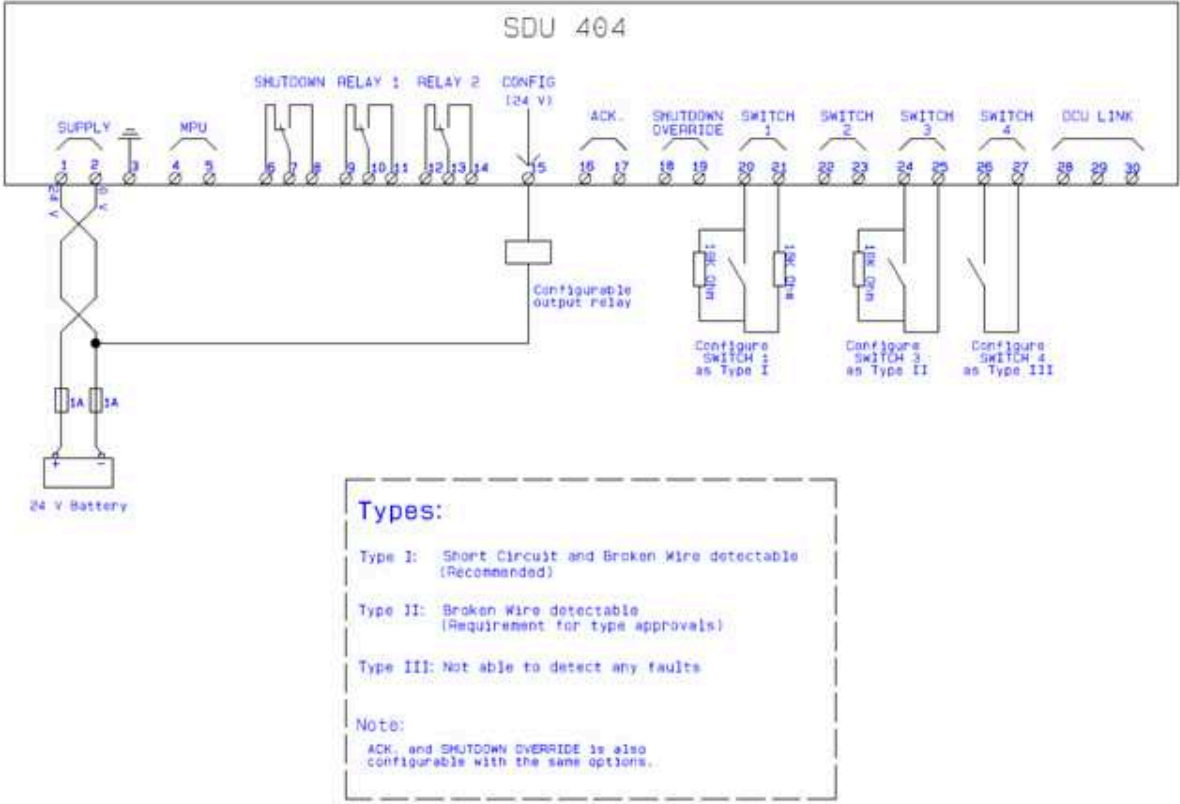 SDU 404
SHUTDOWN RELAY 1 RELAY 2 CONFIG
(24 V)
SUPPLY MPU ACK. SHUTDOWN OVERRIDE SWITCH 1 SWITCH 2 SWITCH 3 SWITCH 4 DCU LINK
1 2 3 4 5 6 7 8 9 10 11 12 13 14 15 16 17 18 19 20 21 22 23 24 25 26 27 28 29 30
24 V
0 V
10K Ohm
10K Ohm
Configurable
output relay
Configure
SWITCH 1
as Type I
Configure
SWITCH 3
as Type II
Configure
SWITCH 4
as Type III
1A 1A
+ -
24 V Battery
Types:
Type I: Short Circuit and Broken Wire detectable
(Recommended)
Type II: Broken Wire detectable
(Requirement for type approvals)
Type III: Not able to detect any faults
Note:
ACK. and SHUTDOWN OVERRIDE is also
configurable with the same options.